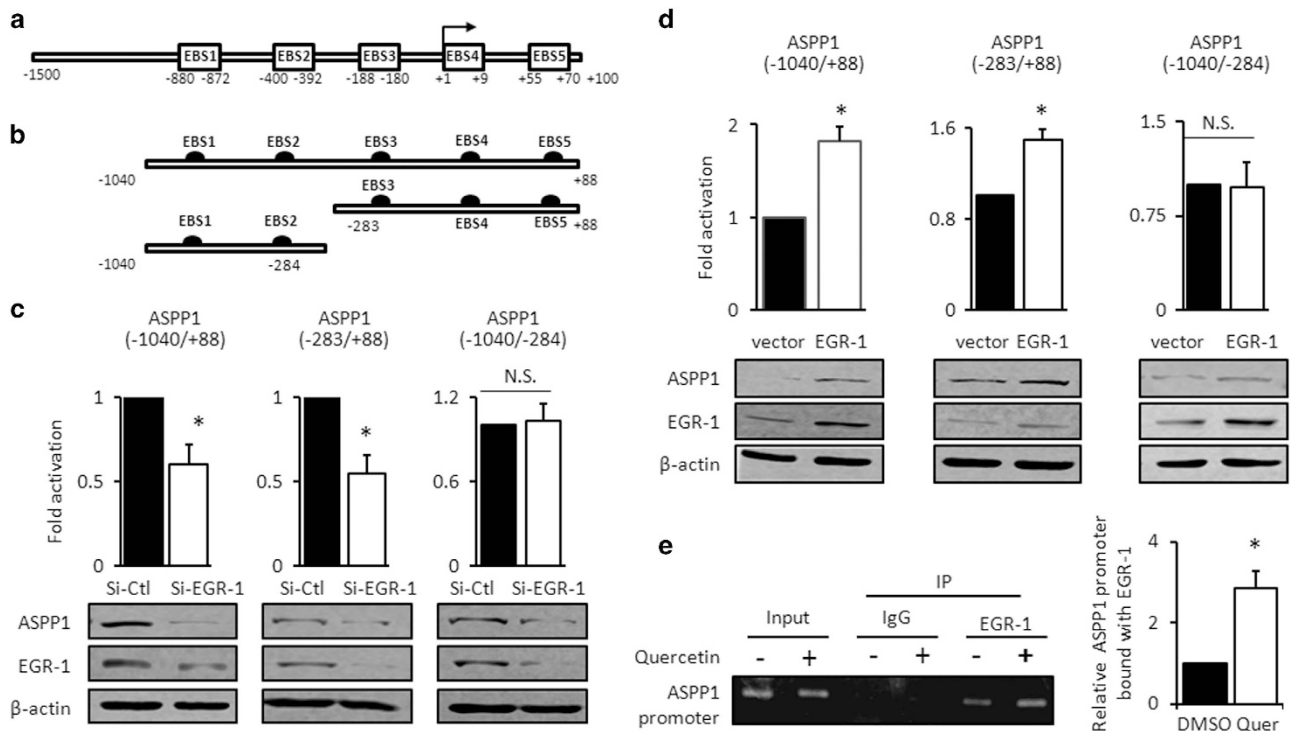 a
EBS1 EBS2 EBS3 EBS4 EBS5
-1500 -880 -872 -400 -392 -188 -180 +1 +9 +55 +70 +100
b
EBS1 EBS2 EBS3 EBS4 EBS5
-1040 +88
EBS3
-283 EBS4 EBS5 +88
EBS1 EBS2
-1040 -284
c
ASPP1 ASPP1 ASPP1
(-1040/+88) (-283/+88) (-1040/-284)
Fold activation
1
0.5
0
*
1
0.5
0
*
1.2
0.6
0
N.S.
Si-Ctl Si-EGR-1 Si-Ctl Si-EGR-1 Si-Ctl Si-EGR-1
ASPP1
EGR-1
β-actin
d
ASPP1 ASPP1 ASPP1
(-1040/+88) (-283/+88) (-1040/-284)
Fold activation
2
1
0
*
1.6
0.8
0
*
1.5
0.75
0
N.S.
vector EGR-1 vector EGR-1 vector EGR-1
ASPP1
EGR-1
β-actin
e
IP
Input IgG EGR-1
Quercetin - + - + - +
ASPP1
promoter
Relative ASPP1 promoter
bound with EGR-1
4
2
0
*
DMSO Quer